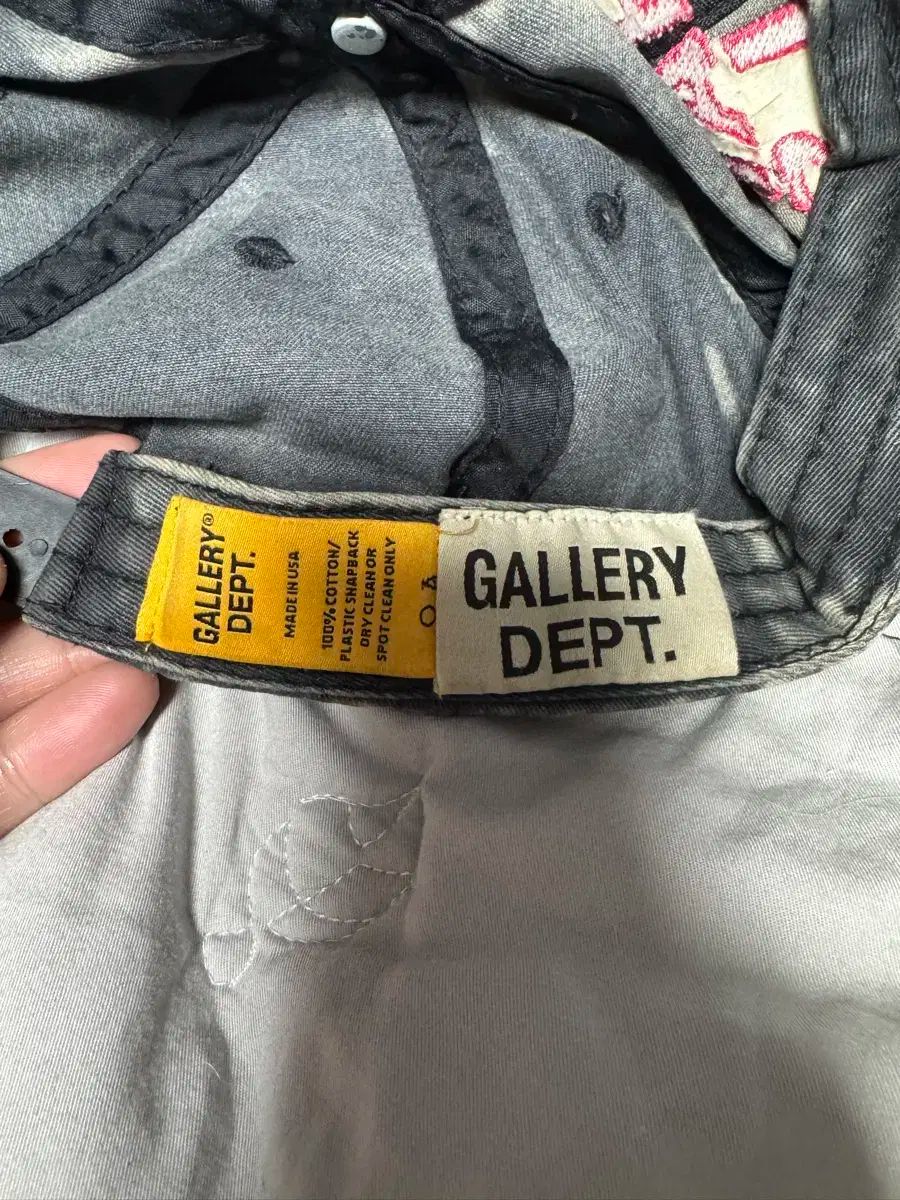 GALLERY®
DEPT.
MADE IN USA
100% COTTON/
PLASTIC SNAPBACK
DRY CLEAN OR
SPOT CLEAN ONLY
GALLERY
DEPT.